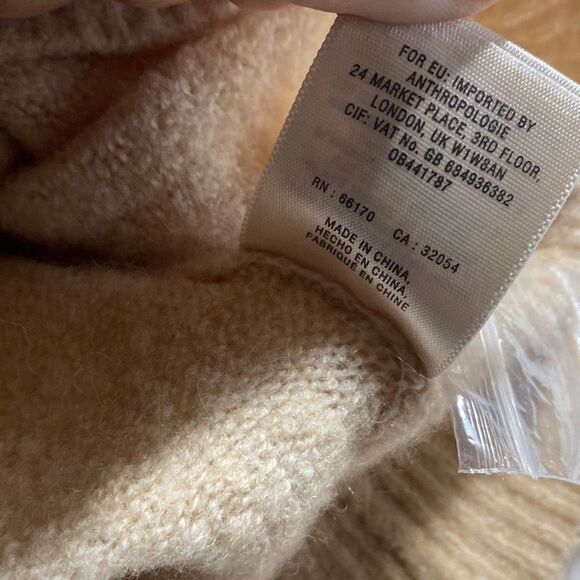 FOR EU: IMPORTED BY
ANTHROPOLOGIE
24 MARKET PLACE, 3RD FLOOR,
LONDON, UK W1W8AN
CIF: VAT No. GB 684936382
OB441787
RN : 66170 CA : 32054
MADE IN CHINA,
HECHO EN CHINA,
FABRIQUE EN CHINE